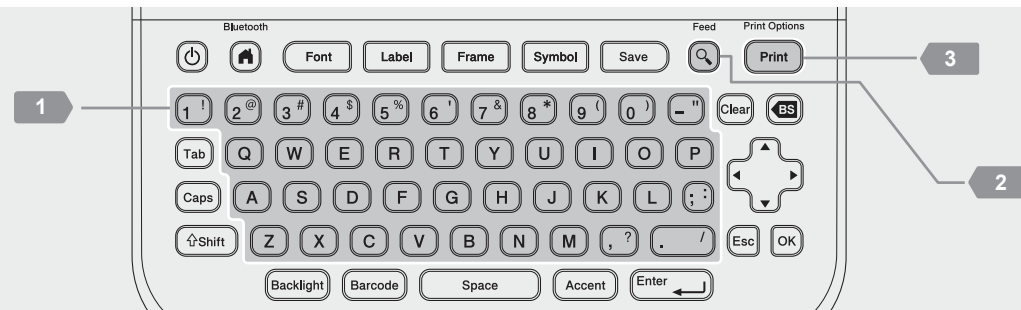 Bluetooth Feed Print Options
Font Label Frame Symbol Save Print 3
1 1 ! 2 @ 3 # 4 $ 5 % 6 ' 7 & 8 * 9 ( 0 ) - " Clear BS
Tab Q W E R T Y U I O P
2
Caps A S D F G H J K L ; :
Shift Z X C V B N M , ? . / Esc OK
Backlight Barcode Space Accent Enter